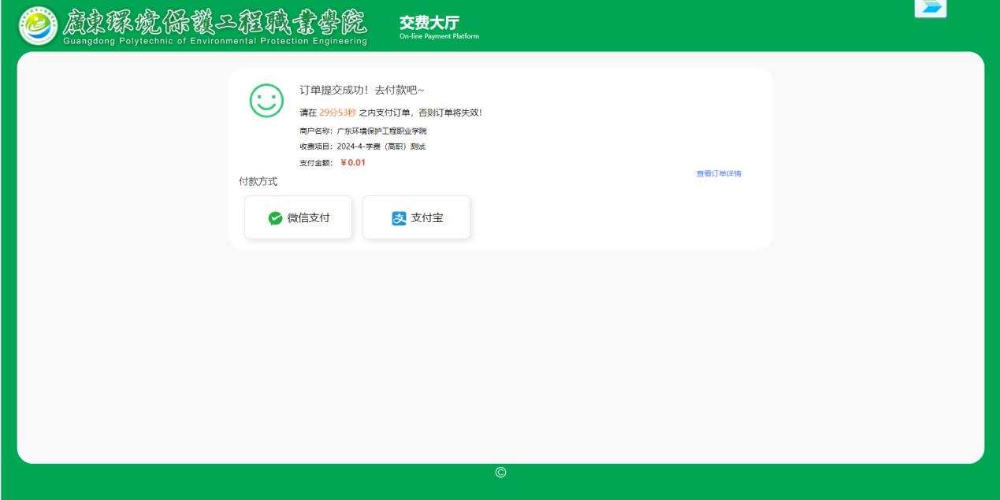 廣東環境保護工程職業學院
Guangdong Polytechnic of Environmental Protection Engineering
交费大厅
On-line Payment Platform
订单提交成功！去付款吧~
请在 29分53秒 之内支付订单，否则订单将失效！
商户名称：广东环境保护工程职业学院
收费项目：2024-4-学费（高职）测试
支付金额：￥0.01
查看订单详情
付款方式
微信支付
支 支付宝
©